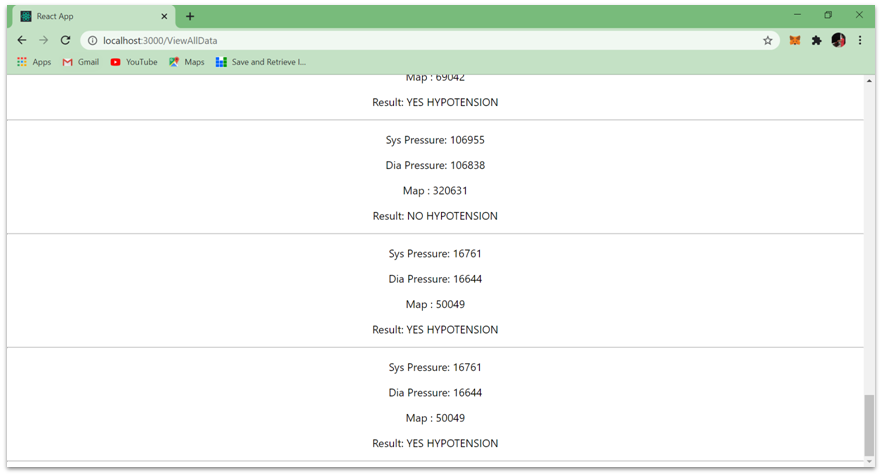 React App
localhost:3000/ViewAllData
Apps Gmail YouTube Maps Save and Retrieve I...
Map : 69042
Result: YES HYPOTENSION
Sys Pressure: 106955
Dia Pressure: 106838
Map : 320631
Result: NO HYPOTENSION
Sys Pressure: 16761
Dia Pressure: 16644
Map : 50049
Result: YES HYPOTENSION
Sys Pressure: 16761
Dia Pressure: 16644
Map : 50049
Result: YES HYPOTENSION